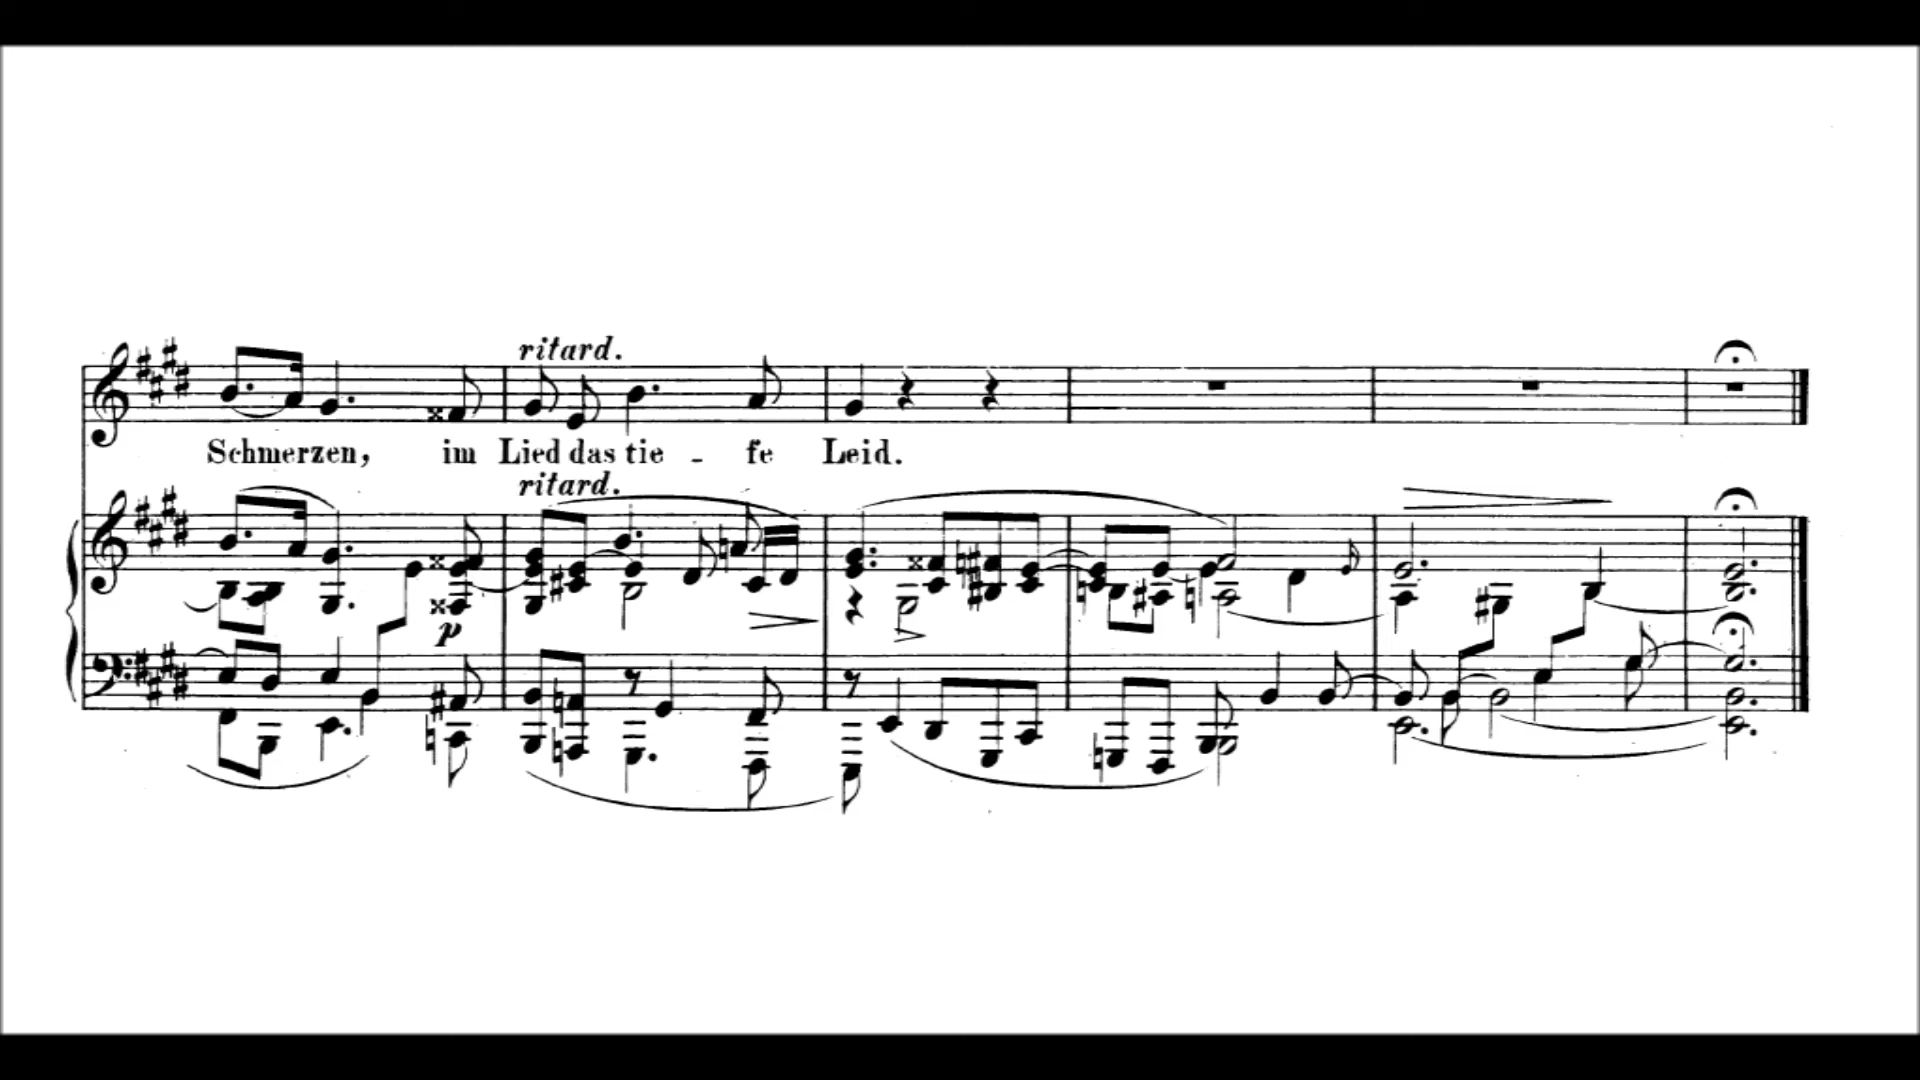 ritard.
Schmerzen, im Lied das tie - fe Leid.
ritard.
p